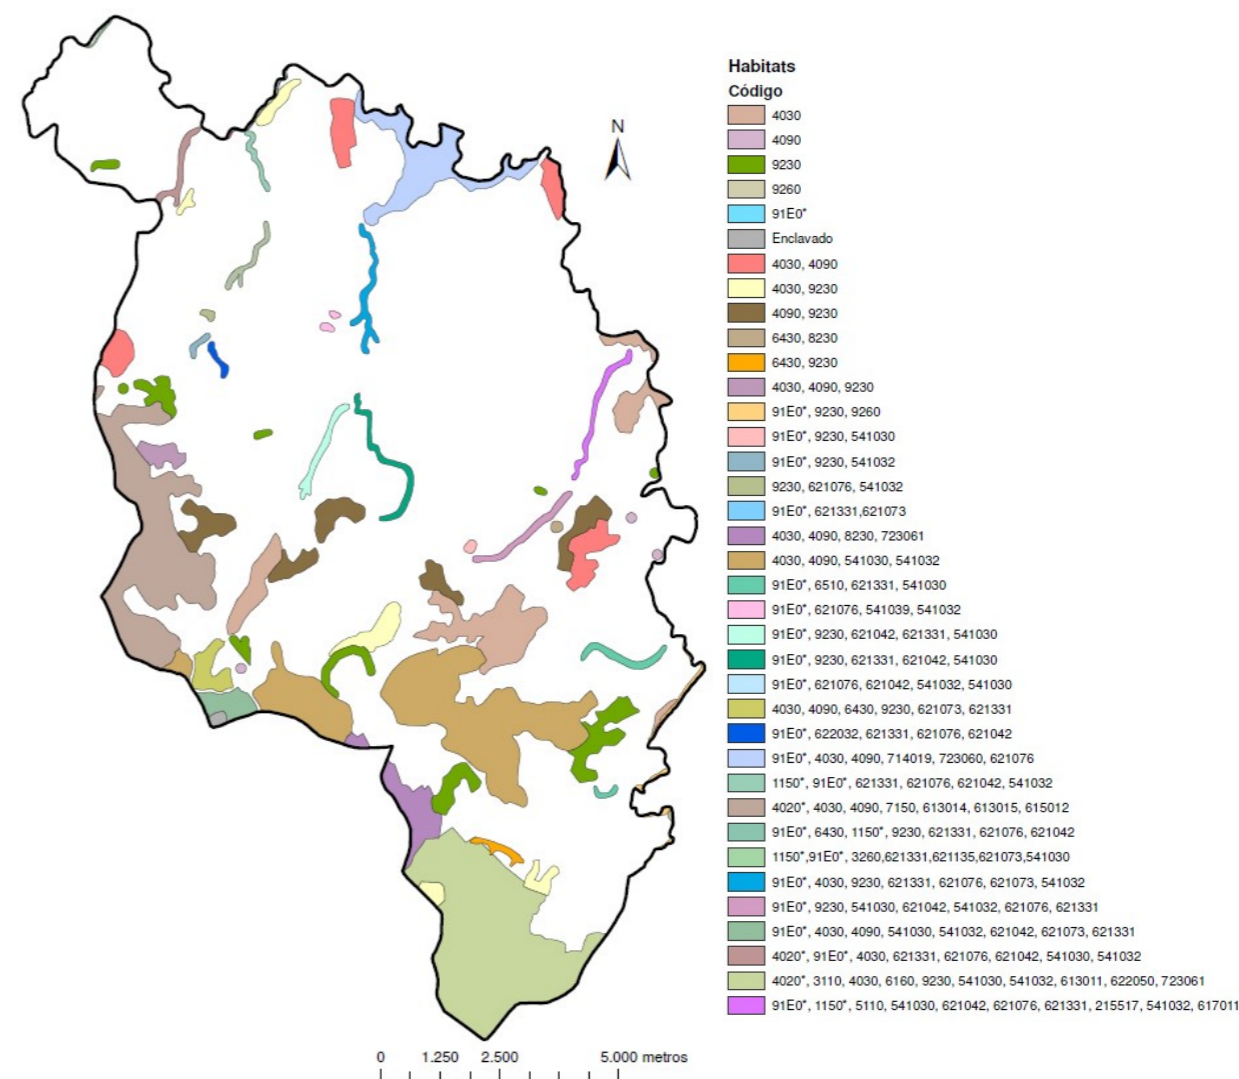 Habitats
Código
4030
4090
N
9230
9260
91E0*
Enclavado
4030, 4090
4030, 9230
4090, 9230
6430, 8230
6430, 9230
4030, 4090, 9230
91E0*, 9230, 9260
91E0*, 9230, 541030
91E0*, 9230, 541032
9230, 621076, 541032
91E0*, 621331,621073
4030, 4090, 8230, 723061
4030, 4090, 541030, 541032
91E0*, 6510, 621331, 541030
91E0*, 621076, 541039, 541032
91E0*, 9230, 621042, 621331, 541030
91E0*, 9230, 621331, 621042, 541030
91E0*, 621076, 621042, 541032, 541030
4030, 4090, 6430, 9230, 621073, 621331
91E0*, 622032, 621331, 621076, 621042
91E0*, 4030, 4090, 714019, 723060, 621076
1150*, 91E0*, 621331, 621076, 621042, 541032
4020*, 4030, 4090, 7150, 613014, 613015, 615012
91E0*, 6430, 1150*, 9230, 621331, 621076, 621042
1150*,91E0*, 3260,621331,621135,621073,541030
91E0*, 4030, 9230, 621331, 621076, 621073, 541032
91E0*, 9230, 541030, 621042, 541032, 621076, 621331
91E0*, 4030, 4090, 541030, 541032, 621042, 621073, 621331
4020*, 91E0*, 4030, 621331, 621076, 621042, 541030, 541032
4020*, 3110, 4030, 6160, 9230, 541030, 541032, 613011, 622050, 723061
91E0*, 1150*, 5110, 541030, 621042, 621076, 621331, 215517, 541032, 617011
0 1.250 2.500 5.000 metros